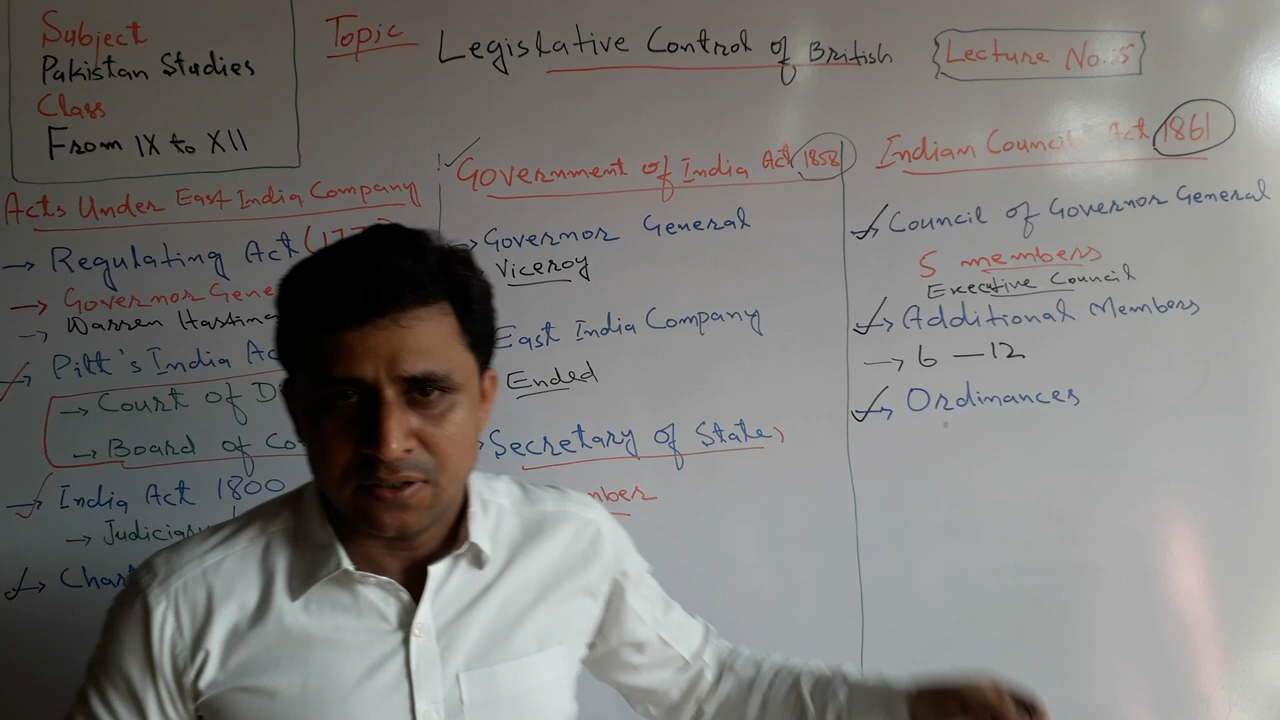 Subject
Pakistan Studies
Class
From IX to XII
Topic Legislative Control of British
Lecture No:5
Acts Under East India Company
→ Regulating Act (177
→ Governor Gene
→ Warren Hastin
→ Pitt's India Ac
→ Court of D
→ Board of Co
→ India Act 1800
→ Judiciary
→ Char
Government of India Act 1858
→ Governor General
Viceroy
East India Company
Ended
Secretary of State
mber
Indian Council Act 1861
→ Council of Governor General
5 members
Executive Council
→ Additional Members
→ 6 — 12
→ Ordinances